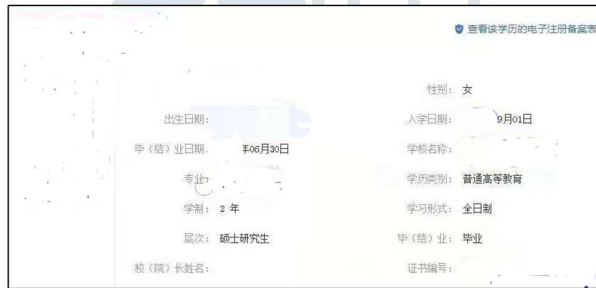 查看该学历的电子注册备案表
性别： 女
出生日期： 入学日期： 9月01日
毕（结）业日期： 年06月30日 学校名称：
专业： 学历类别： 普通高等教育
学制： 2 年 学习形式： 全日制
层次： 硕士研究生 毕（结）业： 毕业
校（院）长姓名： 证书编号：